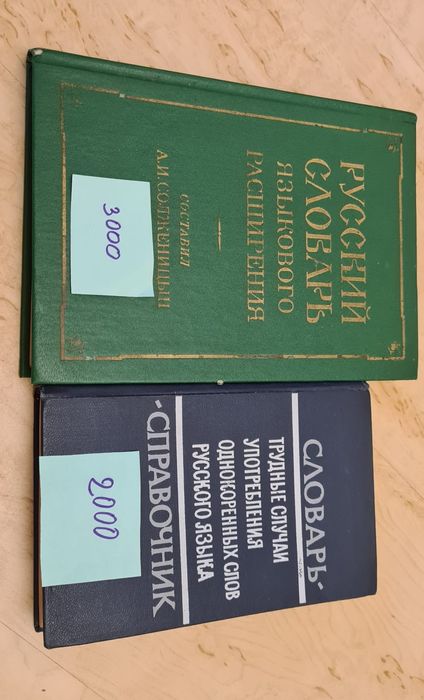 РУССКИЙ
СЛОВАРЬ
ЯЗЫКОВОГО
РАСШИРЕНИЯ
СОСТАВИЛ
А.И. СОЛЖЕНИЦЫН
3000
СЛОВАРЬ-
ТРУДНЫЕ СЛУЧАИ
УПОТРЕБЛЕНИЯ
ОДНОКОРЕННЫХ СЛОВ
РУССКОГО ЯЗЫКА
-СПРАВОЧНИК
2000